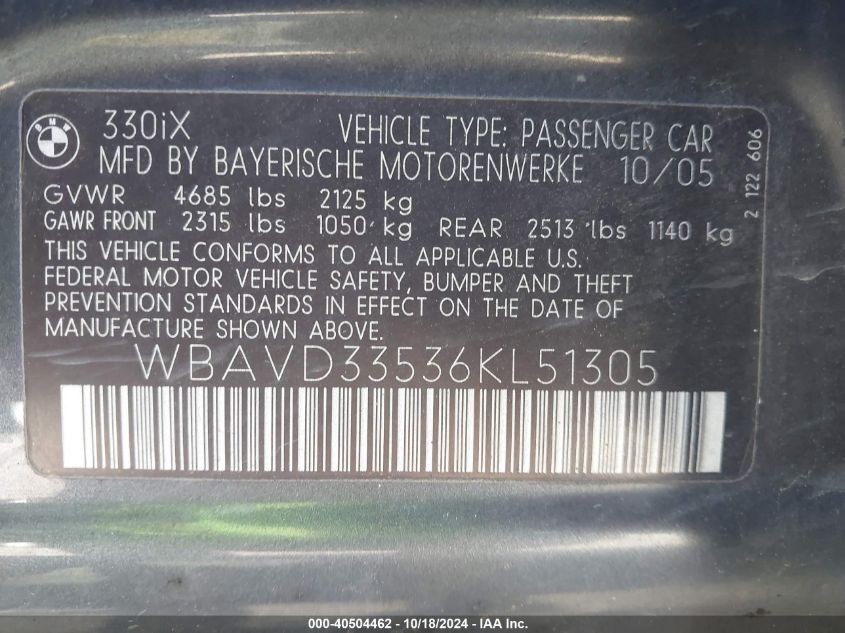 BMW
330iX VEHICLE TYPE: PASSENGER CAR
MFD BY BAYERISCHE MOTORENWERKE 10/05
GVWR 4685 lbs 2125 kg
GAWR FRONT 2315 lbs 1050 kg REAR 2513 lbs 1140 kg
THIS VEHICLE CONFORMS TO ALL APPLICABLE U.S.
FEDERAL MOTOR VEHICLE SAFETY, BUMPER AND THEFT
PREVENTION STANDARDS IN EFFECT ON THE DATE OF
MANUFACTURE SHOWN ABOVE.
WBAVD33536KL51305
2 122 606
000-40504462 - 10/18/2024 - IAA Inc.